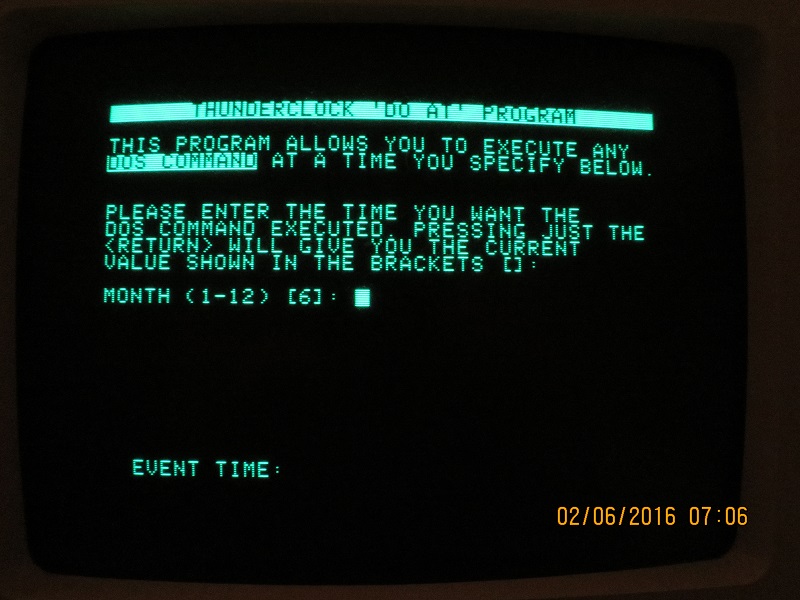 THUNDERCLOCK 'DO AT' PROGRAM
THIS PROGRAM ALLOWS YOU TO EXECUTE ANY
DOS COMMAND AT A TIME YOU SPECIFY BELOW.
PLEASE ENTER THE TIME YOU WANT THE
DOS COMMAND EXECUTED. PRESSING JUST THE
<RETURN> WILL GIVE YOU THE CURRENT
VALUE SHOWN IN THE BRACKETS []:
MONTH (1-12) [6]:
EVENT TIME:
02/06/2016 07:06